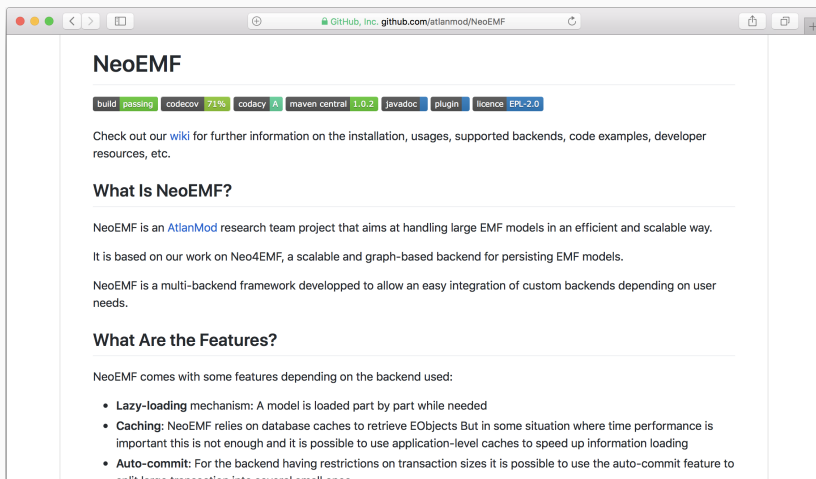 GitHub, Inc. github.com/atlanmod/NeoEMF
NeoEMF
build passing codecov 71% codacy A maven central 1.0.2 javadoc plugin licence EPL-2.0
Check out our wiki for further information on the installation, usages, supported backends, code examples, developer
resources, etc.
What Is NeoEMF?
NeoEMF is an AtlanMod research team project that aims at handling large EMF models in an efficient and scalable way.
It is based on our work on Neo4EMF, a scalable and graph-based backend for persisting EMF models.
NeoEMF is a multi-backend framework developped to allow an easy integration of custom backends depending on user
needs.
What Are the Features?
NeoEMF comes with some features depending on the backend used:
• Lazy-loading mechanism: A model is loaded part by part while needed
• Caching: NeoEMF relies on database caches to retrieve EObjects But in some situation where time performance is
important this is not enough and it is possible to use application-level caches to speed up information loading
• Auto-commit: For the backend having restrictions on transaction sizes it is possible to use the auto-commit feature to
split large transaction into several small ones